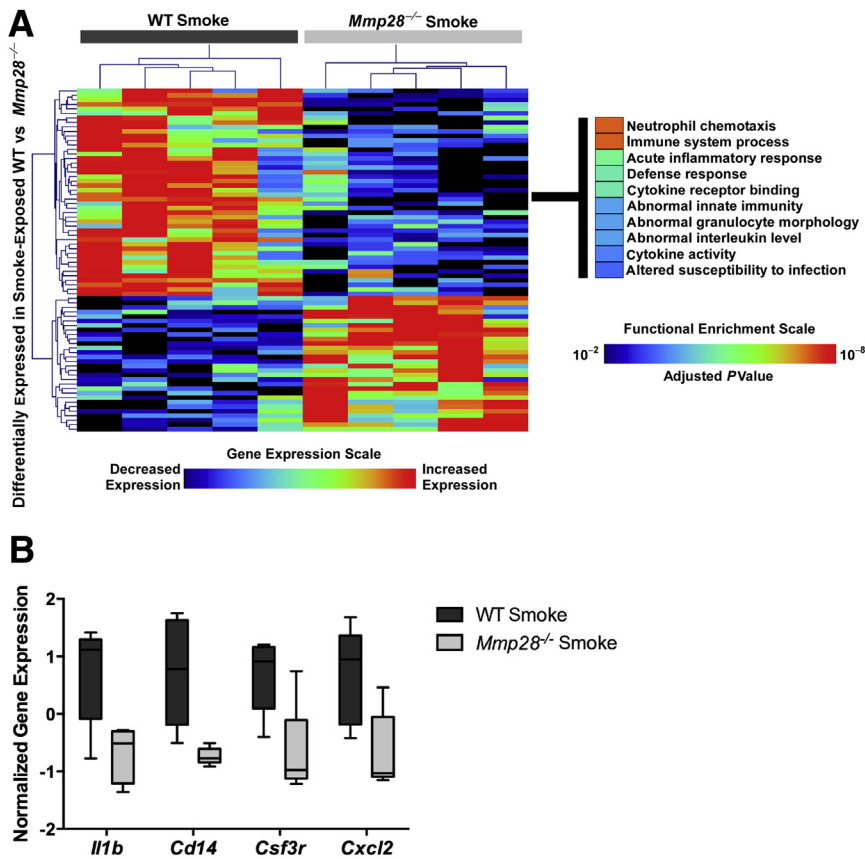 A
WT Smoke
Mmp28–/– Smoke
Differentially Expressed in Smoke-Exposed WT vs Mmp28–/–
Neutrophil chemotaxis
Immune system process
Acute inflammatory response
Defense response
Cytokine receptor binding
Abnormal innate immunity
Abnormal granulocyte morphology
Abnormal interleukin level
Cytokine activity
Altered susceptibility to infection
Functional Enrichment Scale
10–2
10–8
Adjusted PValue
Gene Expression Scale
Decreased
Expression
Increased
Expression
B
Normalized Gene Expression
2
1
0
-1
-2
Il1b
Cd14
Csf3r
Cxcl2
WT Smoke
Mmp28-/- Smoke